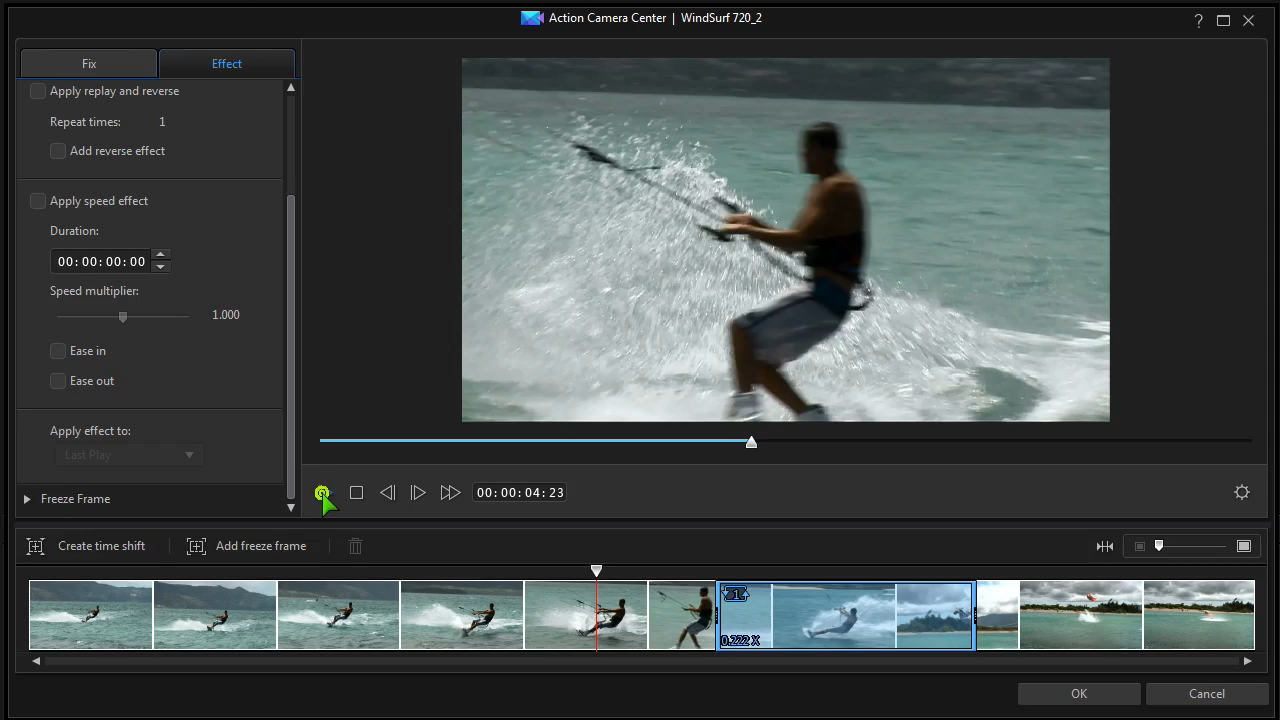 Action Camera Center | WindSurf 720_2
?
Fix
Effect
Apply replay and reverse
Repeat times: 1
Add reverse effect
Apply speed effect
Duration:
00:00:00:00
Speed multiplier:
1.000
Ease in
Ease out
Apply effect to:
Last Play
Freeze Frame
00:00:04:23
Create time shift
Add freeze frame
1
0.222 X
OK
Cancel